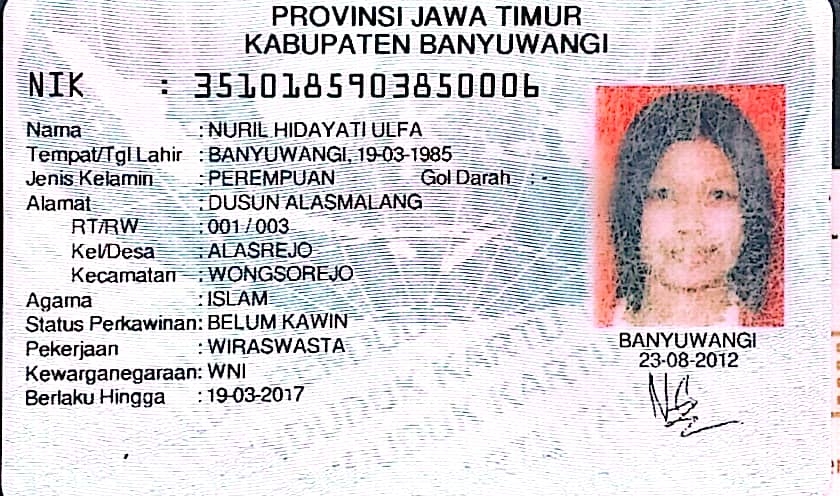 PROVINSI JAWA TIMUR
KABUPATEN BANYUWANGI
NIK : 3510185903850006
Nama : NURIL HIDAYATI ULFA
Tempat/Tgl Lahir : BANYUWANGI, 19-03-1985
Jenis Kelamin : PEREMPUAN Gol Darah : -
Alamat : DUSUN ALASMALANG
RT/RW : 001 / 003
Kel/Desa : ALASREJO
Kecamatan : WONGSOREJO
Agama : ISLAM
Status Perkawinan: BELUM KAWIN
Pekerjaan : WIRASWASTA
Kewarganegaraan: WNI
Berlaku Hingga : 19-03-2017
BANYUWANGI
23-08-2012